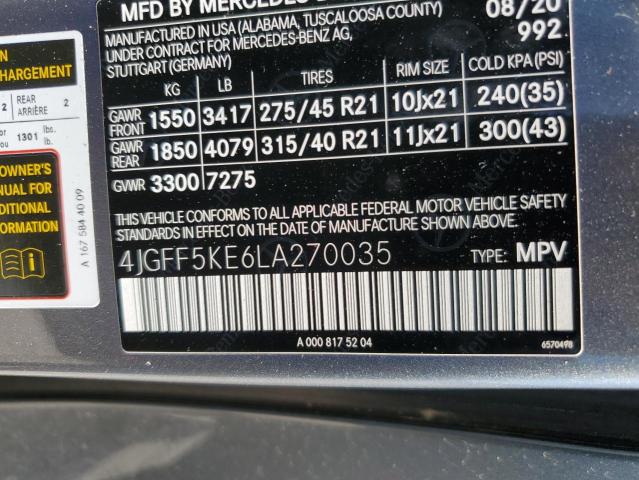 MFD BY MERCEDES
MANUFACTURED IN USA (ALABAMA, TUSCALOOSA COUNTY) 08/20
UNDER CONTRACT FOR MERCEDES-BENZ AG, 992
STUTTGART (GERMANY)
KG LB TIRES RIM SIZE COLD KPA(PSI)
GAWR FRONT 1550 3417 275/45 R21 10Jx21 240(35)
GAWR REAR 1850 4079 315/40 R21 11Jx21 300(43)
GVWR 3300 7275
THIS VEHICLE CONFORMS TO ALL APPLICABLE FEDERAL MOTOR VEHICLE SAFETY
STANDARDS IN EFFECT ON THE DATE OF MANUFACTURE SHOWN ABOVE.
4JGFF5KE6LA270035 TYPE: MPV
A 000 817 52 04
6570498
HARGEMENT
2 REAR ARRIÈRE 2
or ou 1301 lbs. lb.
OWNER'S
NUAL FOR
DITIONAL
ORMATION
A 167 584 40 09